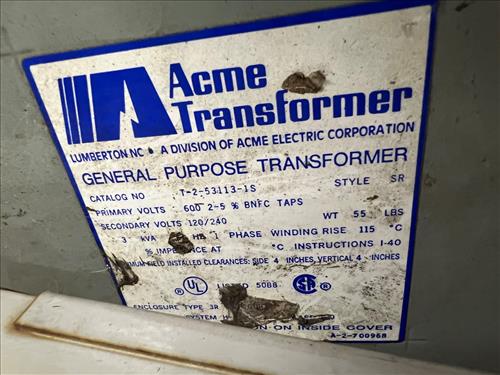 Acme
Transformer
LUMBERTON NC • A DIVISION OF ACME ELECTRIC CORPORATION
GENERAL PURPOSE TRANSFORMER
CATALOG NO T-2-53113-1S STYLE SR
PRIMARY VOLTS 600 2-5 % BNFC TAPS
SECONDARY VOLTS 120/240 WT 55 LBS
3 KVA PHASE WINDING RISE 115 °C
% IMPEDANCE AT °C INSTRUCTIONS I-40
FIELD INSTALLED CLEARANCES: SIDE 4 INCHES, VERTICAL 4 INCHES
UL LISTED 5088 SA
ENCLOSURE TYPE 3R
SYSTEM
ON INSIDE COVER
A-2-700968